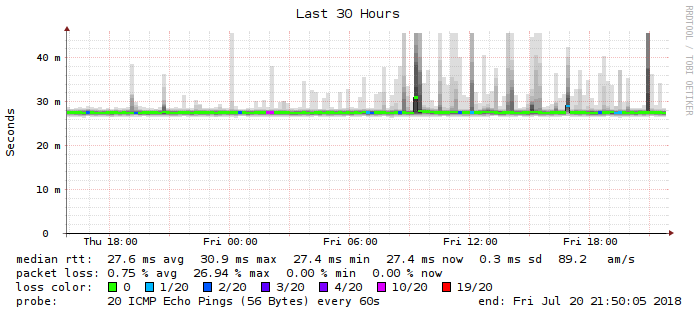 Last 30 Hours
RRDTOOL / TOBI OETIKER
Seconds
40 m
30 m
20 m
10 m
0
Thu 18:00 Fri 00:00 Fri 06:00 Fri 12:00 Fri 18:00
median rtt: 27.6 ms avg 30.9 ms max 27.4 ms min 27.4 ms now 0.3 ms sd 89.2 am/s
packet loss: 0.75 % avg 26.94 % max 0.00 % min 0.00 % now
loss color: 0 1/20 2/20 3/20 4/20 10/20 19/20
probe: 20 ICMP Echo Pings (56 Bytes) every 60s end: Fri Jul 20 21:50:05 2018